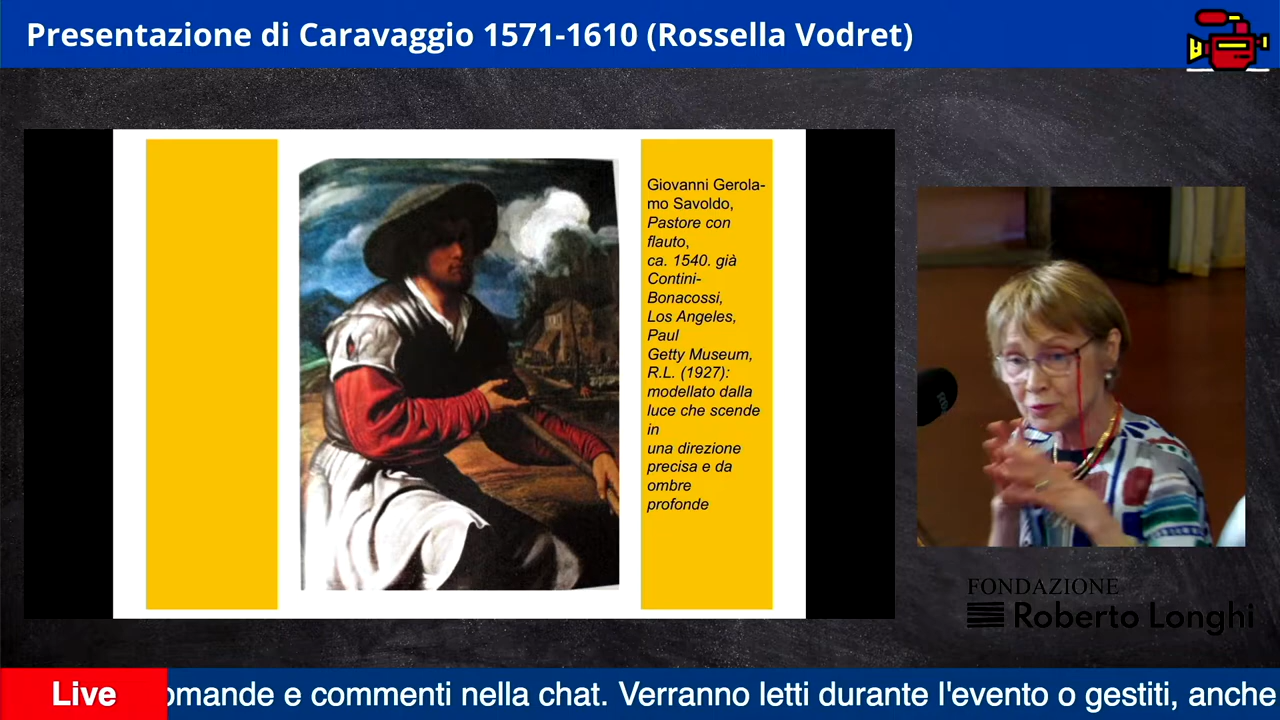 Presentazione di Caravaggio 1571-1610 (Rossella Vodret)
Giovanni Gerola-
mo Savoldo,
Pastore con
flauto,
ca. 1540. già
Contini-
Bonacossi,
Los Angeles,
Paul
Getty Museum,
R.L. (1927):
modellato dalla
luce che scende
in
una direzione
precisa e da
ombre
profonde
FONDAZIONE
Roberto Longhi
Live
omande e commenti nella chat. Verranno letti durante l'evento o gestiti, anche